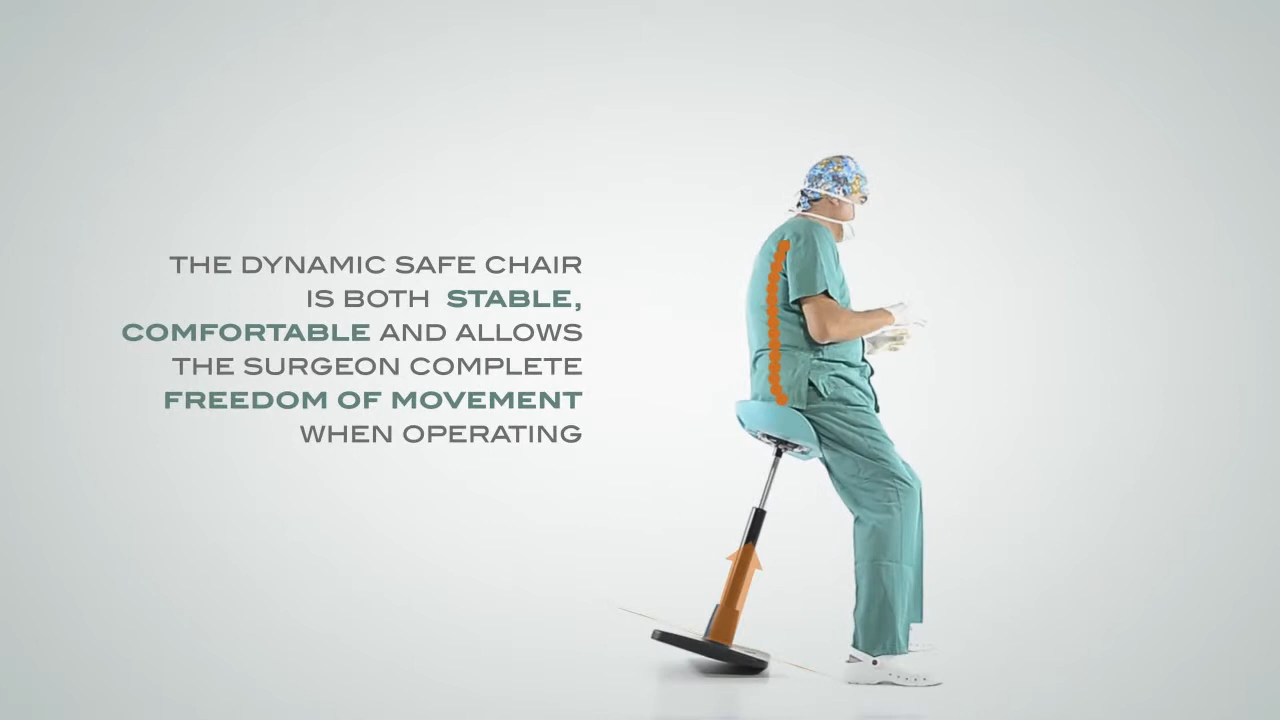 THE DYNAMIC SAFE CHAIR
IS BOTH STABLE,
COMFORTABLE AND ALLOWS
THE SURGEON COMPLETE
FREEDOM OF MOVEMENT
WHEN OPERATING